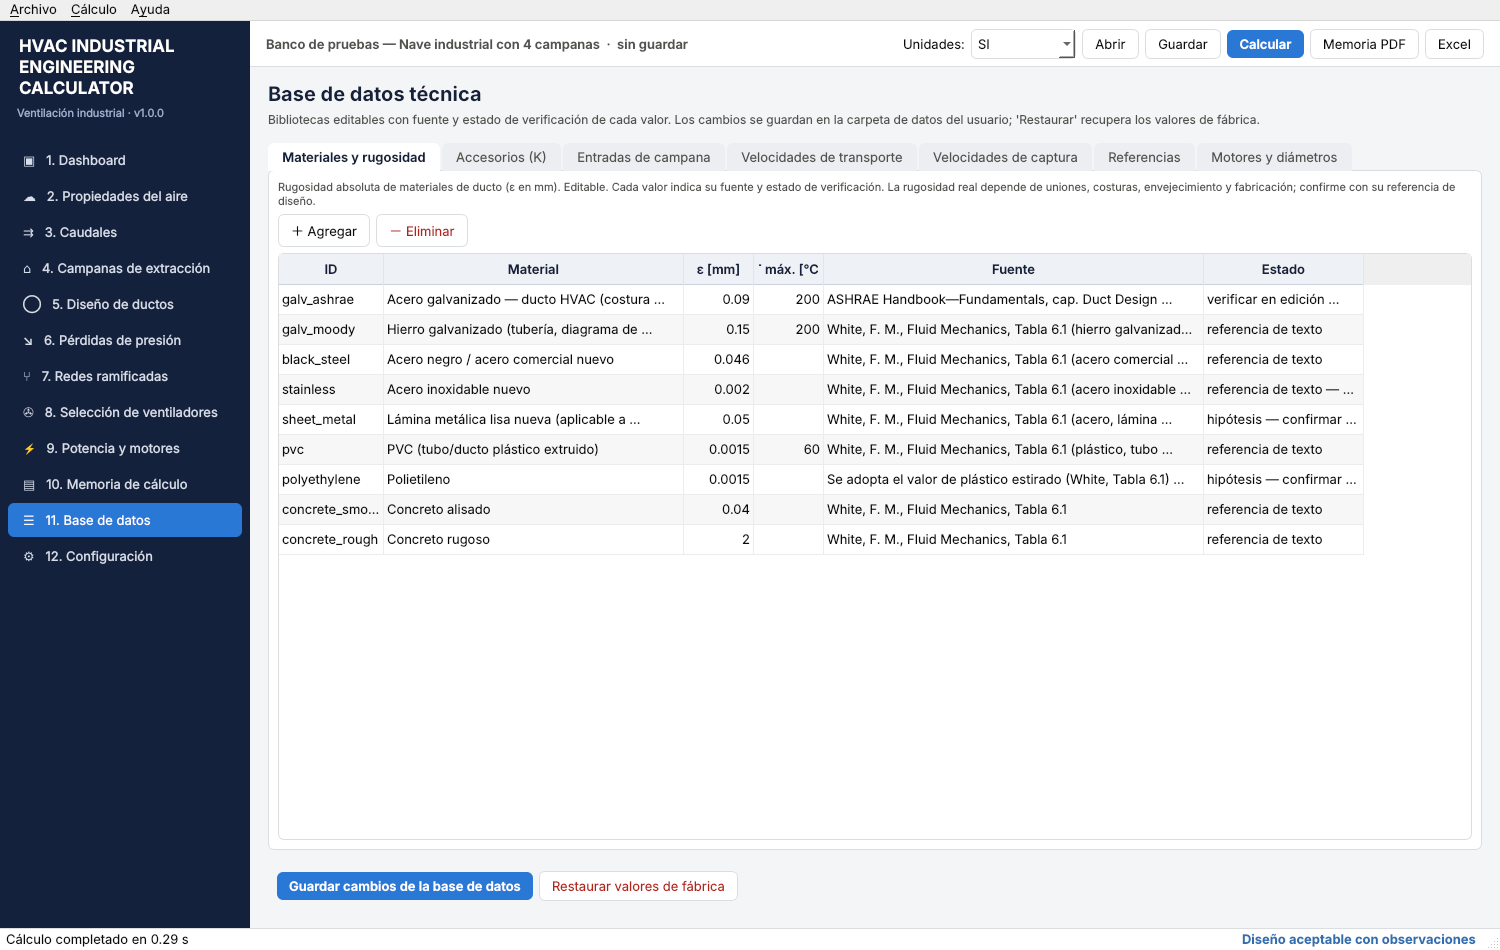 Archivo Cálculo Ayuda
HVAC INDUSTRIAL
ENGINEERING
CALCULATOR
Ventilación industrial · v1.0.0
1. Dashboard
2. Propiedades del aire
3. Caudales
4. Campanas de extracción
5. Diseño de ductos
6. Pérdidas de presión
7. Redes ramificadas
8. Selección de ventiladores
9. Potencia y motores
10. Memoria de cálculo
11. Base de datos
12. Configuración
Banco de pruebas — Nave industrial con 4 campanas · sin guardar
Unidades: SI Abrir Guardar Calcular Memoria PDF Excel
Base de datos técnica
Bibliotecas editables con fuente y estado de verificación de cada valor. Los cambios se guardan en la carpeta de datos del usuario; 'Restaurar' recupera los valores de fábrica.
Materiales y rugosidad Accesorios (K) Entradas de campana Velocidades de transporte Velocidades de captura Referencias Motores y diámetros
Rugosidad absoluta de materiales de ducto (ε en mm). Editable. Cada valor indica su fuente y estado de verificación. La rugosidad real depende de uniones, costuras, envejecimiento y fabricación; confirme con su referencia de
diseño.
+ Agregar — Eliminar
ID Material ε [mm] máx. [°C Fuente Estado
galv_ashrae Acero galvanizado — ducto HVAC (costura ... 0.09 200 ASHRAE Handbook—Fundamentals, cap. Duct Design ... verificar en edición ...
galv_moody Hierro galvanizado (tubería, diagrama de ... 0.15 200 White, F. M., Fluid Mechanics, Tabla 6.1 (hierro galvanizad... referencia de texto
black_steel Acero negro / acero comercial nuevo 0.046 White, F. M., Fluid Mechanics, Tabla 6.1 (acero comercial ... referencia de texto
stainless Acero inoxidable nuevo 0.002 White, F. M., Fluid Mechanics, Tabla 6.1 (acero inoxidable ... referencia de texto — ...
sheet_metal Lámina metálica lisa nueva (aplicable a ... 0.05 White, F. M., Fluid Mechanics, Tabla 6.1 (acero, lámina ... hipótesis — confirmar ...
pvc PVC (tubo/ducto plástico extruido) 0.0015 60 White, F. M., Fluid Mechanics, Tabla 6.1 (plástico, tubo ... referencia de texto
polyethylene Polietileno 0.0015 Se adopta el valor de plástico estirado (White, Tabla 6.1) ... hipótesis — confirmar ...
concrete_smo... Concreto alisado 0.04 White, F. M., Fluid Mechanics, Tabla 6.1 referencia de texto
concrete_rough Concreto rugoso 2 White, F. M., Fluid Mechanics, Tabla 6.1 referencia de texto
Guardar cambios de la base de datos Restaurar valores de fábrica
Cálculo completado en 0.29 s Diseño aceptable con observaciones